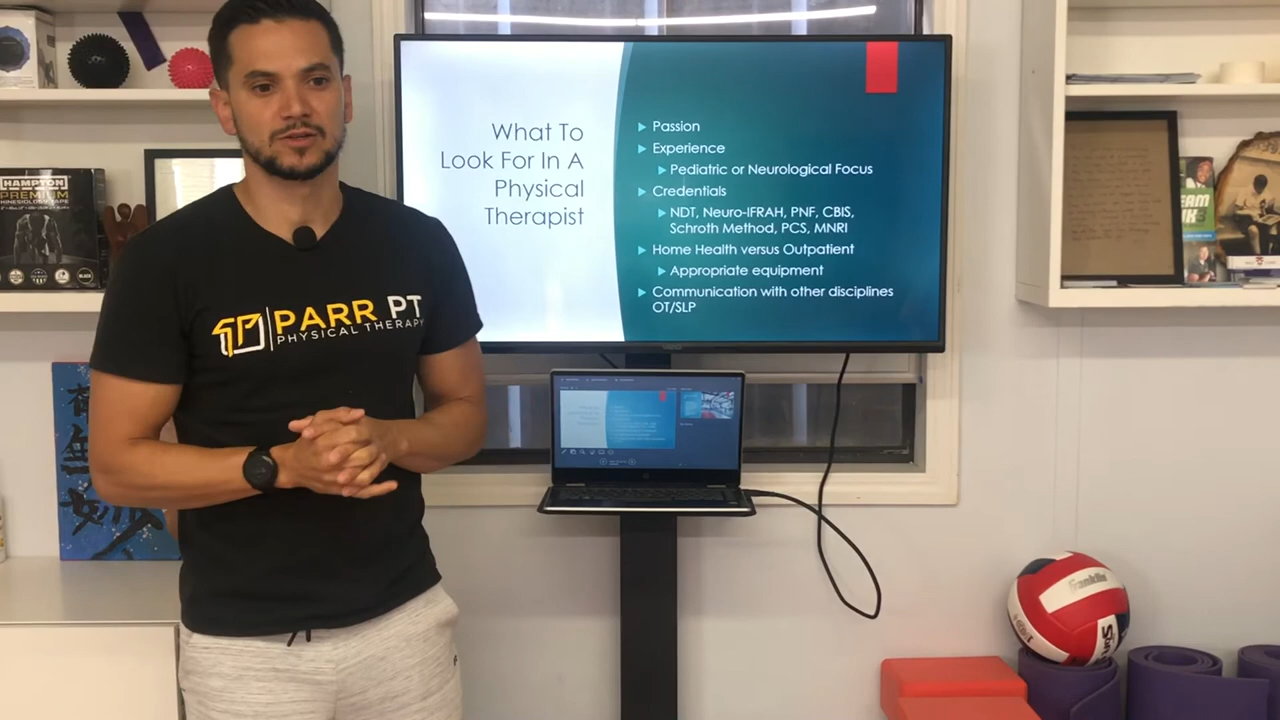 What To
Look For In A
Physical
Therapist
Passion
Experience
Pediatric or Neurological Focus
Credentials
NDT, Neuro-IFRAH, PNF, CBIS,
Schroth Method, PCS, MNRI
Home Health versus Outpatient
Appropriate equipment
Communication with other disciplines
OT/SLP
PARR PT
PHYSICAL THERAPY
HAMPTON
PREMIUM
KINESIOLOGY TAPE
Franklin